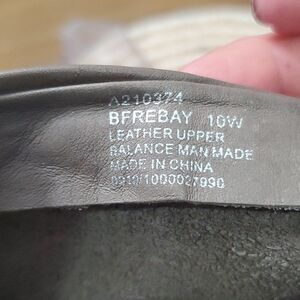 A210374
BFREBAY 10W
LEATHER UPPER
BALANCE MAN MADE
MADE IN CHINA
0910/1000027990